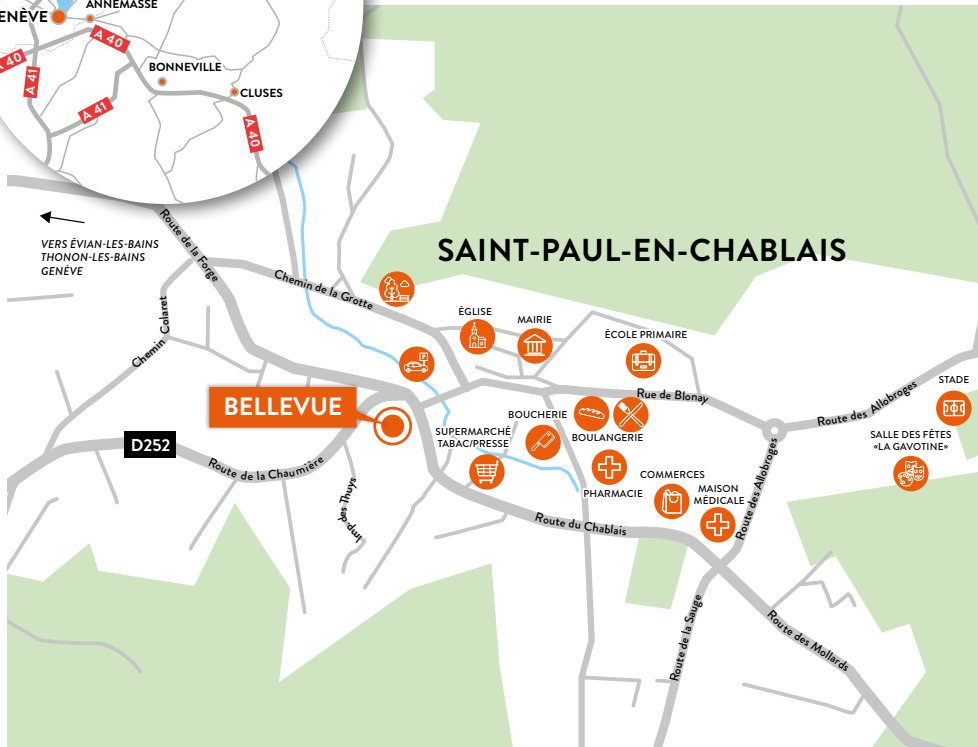 ENÈVE
ANNEMASSE
A 40
A 40
A 41
BONNEVILLE
CLUSES
A 41
A 40
VERS ÉVIAN-LES-BAINS
THONON-LES-BAINS
GENÈVE
Route de la Forge
SAINT-PAUL-EN-CHABLAIS
Chemin de la Grotte
Chemin Colaret
ÉGLISE
MAIRIE
ÉCOLE PRIMAIRE
P
BELLEVUE
Rue de Blonay
Route des Allobroges
STADE
BOUCHERIE
BOULANGERIE
SUPERMARCHÉ
TABAC/PRESSE
SALLE DES FÊTES
«LA GAVOTINE»
D252
Route de la Chaumière
Imp. des Thuys
PHARMACIE
COMMERCES
MAISON
MÉDICALE
Route des Allobroges
Route du Chablais
Route de la Sauge
Route des Mollards